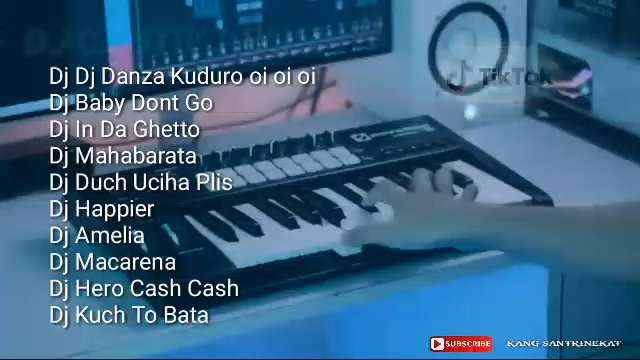 Dj Dj Danza Kuduro oi oi oi
Dj Baby Dont Go
Dj In Da Ghetto
Dj Mahabarata
Dj Duch Uciha Plis
Dj Happier
Dj Amelia
Dj Macarena
Dj Hero Cash Cash
Dj Kuch To Bata
TikTok
SUBSCRIBE
KANG SANTRINEKAT